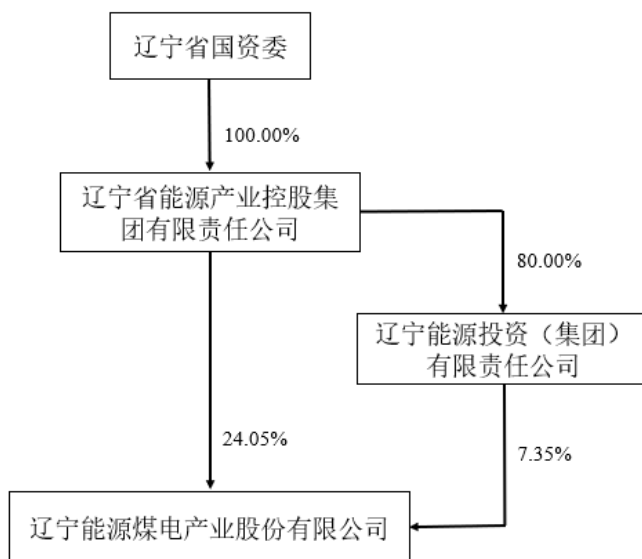 辽宁省国资委
100.00%
辽宁省能源产业控股集
团有限责任公司
80.00%
辽宁能源投资（集团）
有限责任公司
24.05%
7.35%
辽宁能源煤电产业股份有限公司